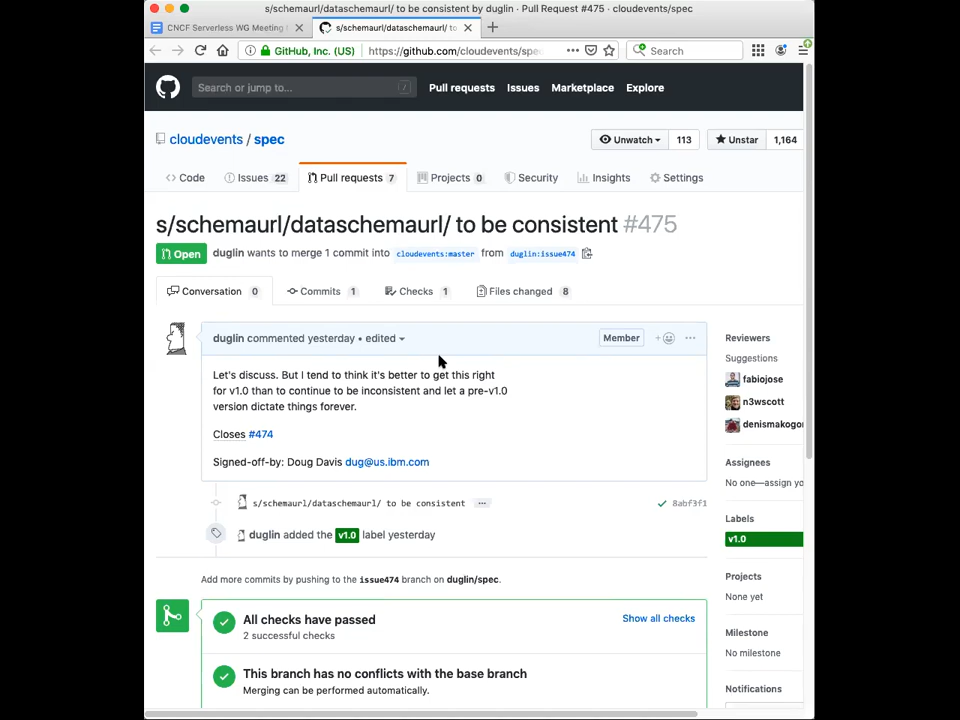 s/schemaurl/dataschemaurl/ to be consistent by duglin · Pull Request #475 · cloudevents/spec
CNCF Serverless WG Meeting
s/schemaurl/dataschemaurl/ to
GitHub, Inc. (US)
https://github.com/cloudevents/spec
Search
Search or jump to...
/
Pull requests
Issues
Marketplace
Explore
cloudevents / spec
Unwatch 113
Unstar 1,164
Code
Issues 22
Pull requests 7
Projects 0
Security
Insights
Settings
s/schemaurl/dataschemaurl/ to be consistent #475
Open
duglin wants to merge 1 commit into cloudevents:master from duglin:issue474
Conversation 0
Commits 1
Checks 1
Files changed 8
duglin commented yesterday • edited
Member
Let's discuss. But I tend to think it's better to get this right
for v1.0 than to continue to be inconsistent and let a pre-v1.0
version dictate things forever.
Closes #474
Signed-off-by: Doug Davis dug@us.ibm.com
s/schemaurl/dataschemaurl/ to be consistent ...
8abf3f1
duglin added the v1.0 label yesterday
Add more commits by pushing to the issue474 branch on duglin/spec.
All checks have passed
2 successful checks
Show all checks
This branch has no conflicts with the base branch
Merging can be performed automatically.
Reviewers
Suggestions
fabiojose
n3wscott
denismakogor
Assignees
No one—assign yo
Labels
v1.0
Projects
None yet
Milestone
No milestone
Notifications